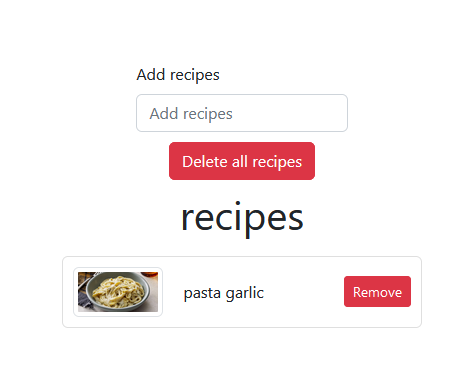 Add recipes
Add recipes
Delete all recipes
recipes
pasta garlic
Remove